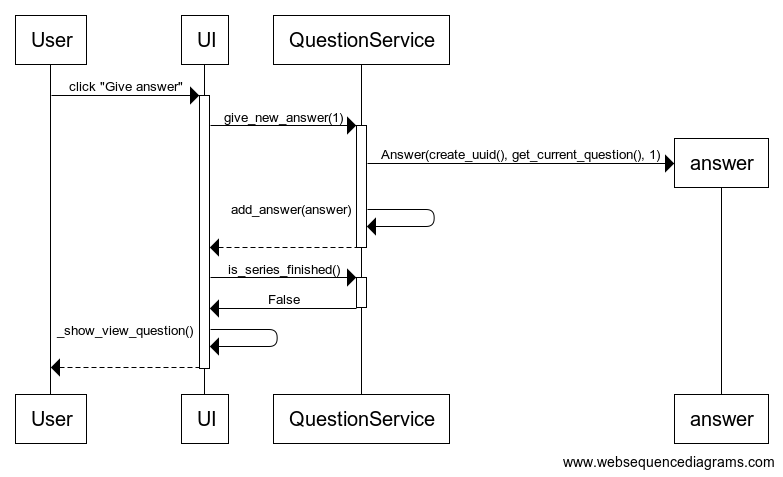 User UI QuestionService
click "Give answer"
give_new_answer(1)
Answer(create_uuid(), get_current_question(), 1)
answer
add_answer(answer)
is_series_finished()
False
_show_view_question()
User UI QuestionService answer
www.websequencediagrams.com